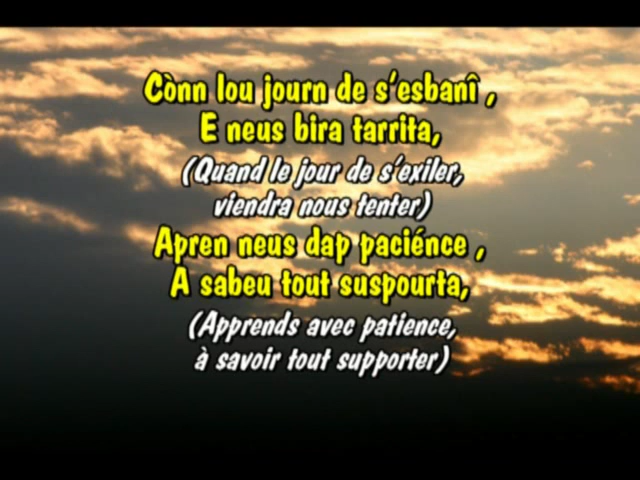 Cònn lou journ de s'esbanî ,
E neus bira tarrita,
(Quand le jour de s'exiler,
viendra nous tenter)
Apren neus dap paciénce ,
A sabeu tout suspourta,
(Apprends avec patience,
à savoir tout supporter)